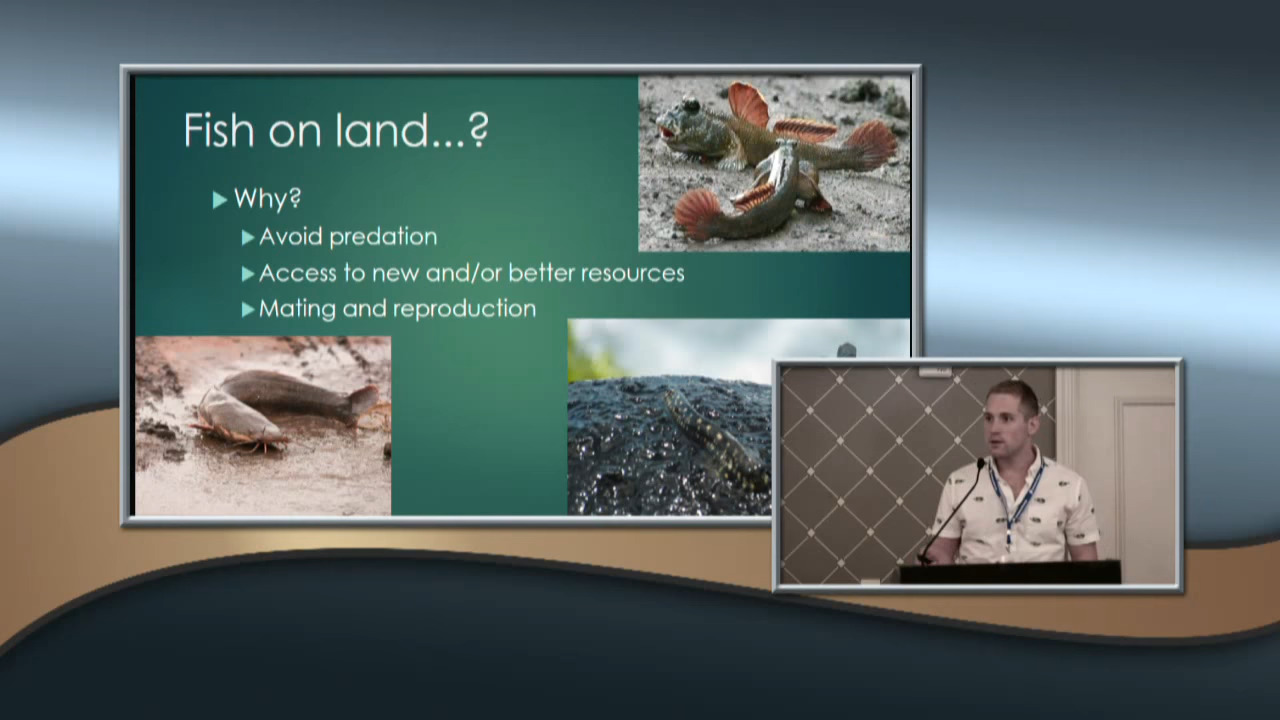 Fish on land...?
Why?
Avoid predation
Access to new and/or better resources
Mating and reproduction